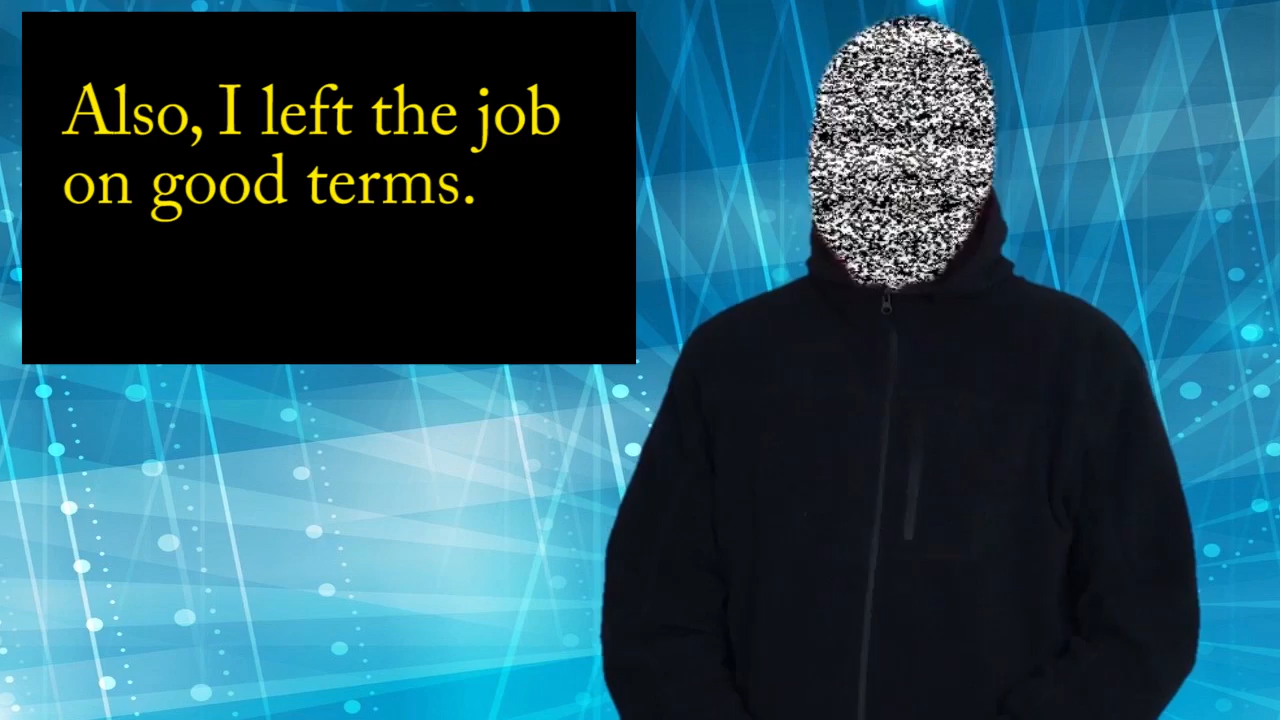 Also, I left the job
on good terms.